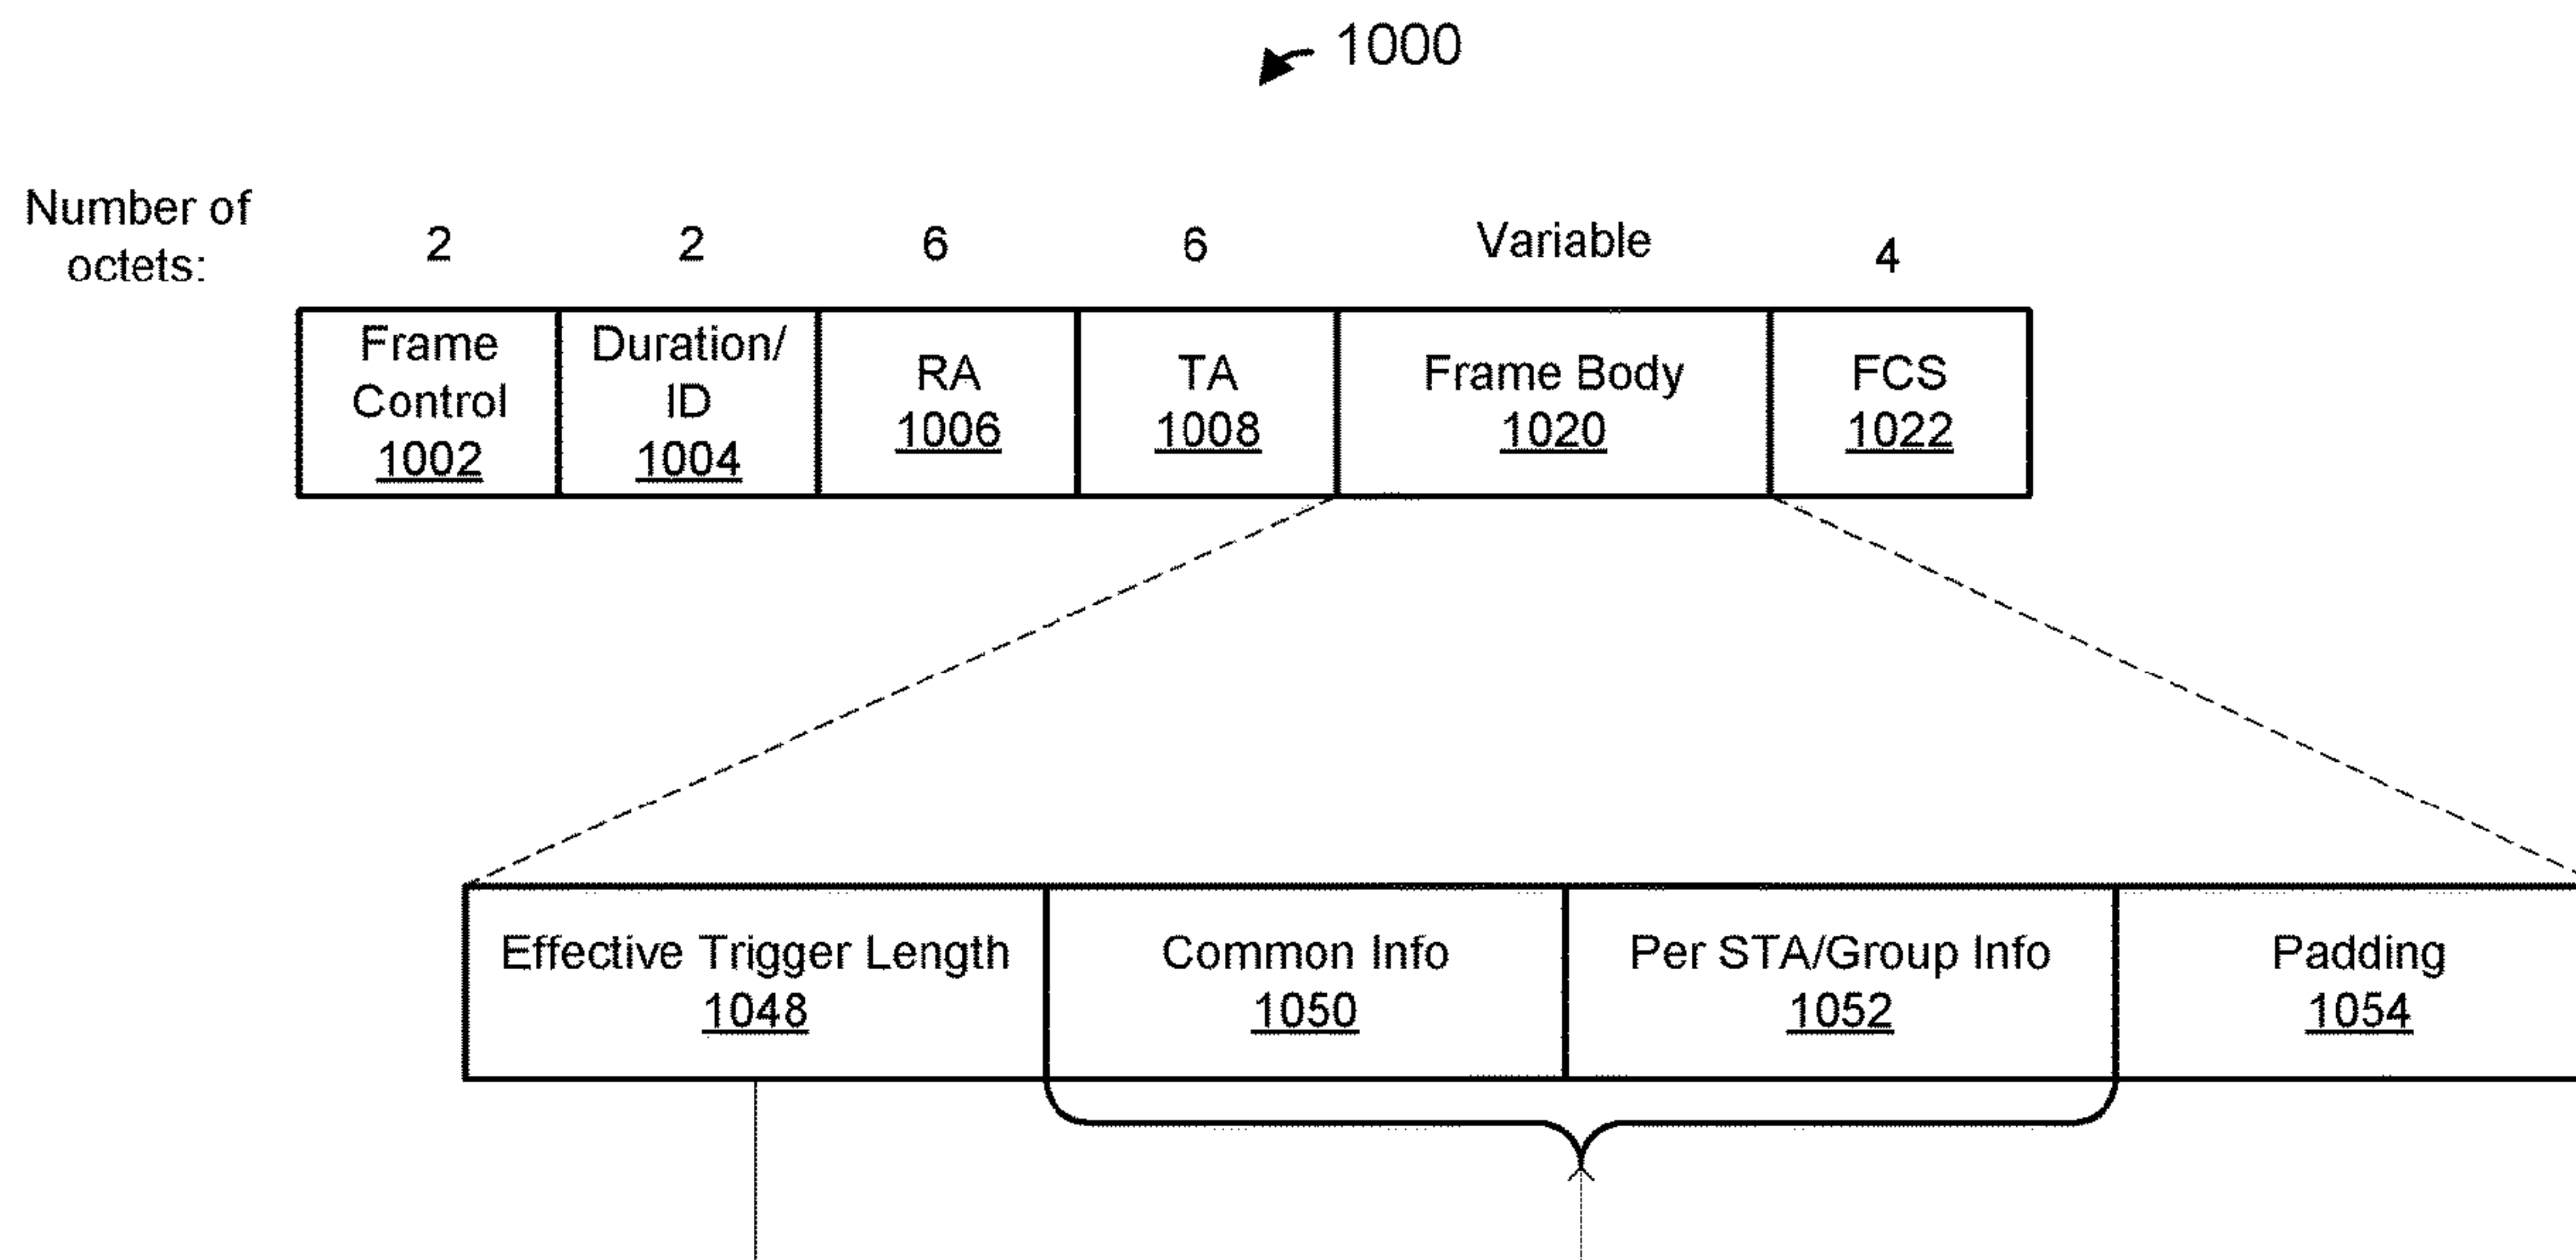 1000
Number of
octets:
2 2 6 6 Variable 4
Frame
Control
1002
Duration/
ID
1004
RA
1006
TA
1008
Frame Body
1020
FCS
1022
Effective Trigger Length
1048
Common Info
1050
Per STA/Group Info
1052
Padding
1054